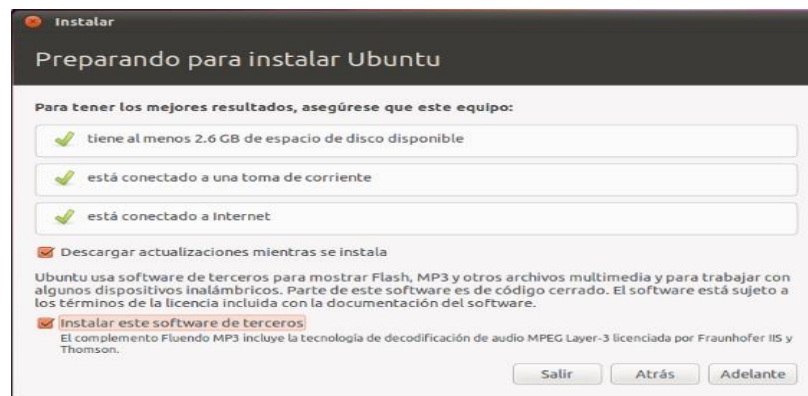 Instalar
Preparando para instalar Ubuntu
Para tener los mejores resultados, asegúrese que este equipo:
tiene al menos 2.6 GB de espacio de disco disponible
está conectado a una toma de corriente
está conectado a Internet
Descargar actualizaciones mientras se instala
Ubuntu usa software de terceros para mostrar Flash, MP3 y otros archivos multimedia y para trabajar con
algunos dispositivos inalámbricos. Parte de este software es de código cerrado. El software está sujeto a
los términos de la licencia incluida con la documentación del software.
Instalar este software de terceros
El complemento Fluendo MP3 incluye la tecnología de decodificación de audio MPEG Layer-3 licenciada por Fraunhofer IIS y
Thomson.
Salir Atrás Adelante